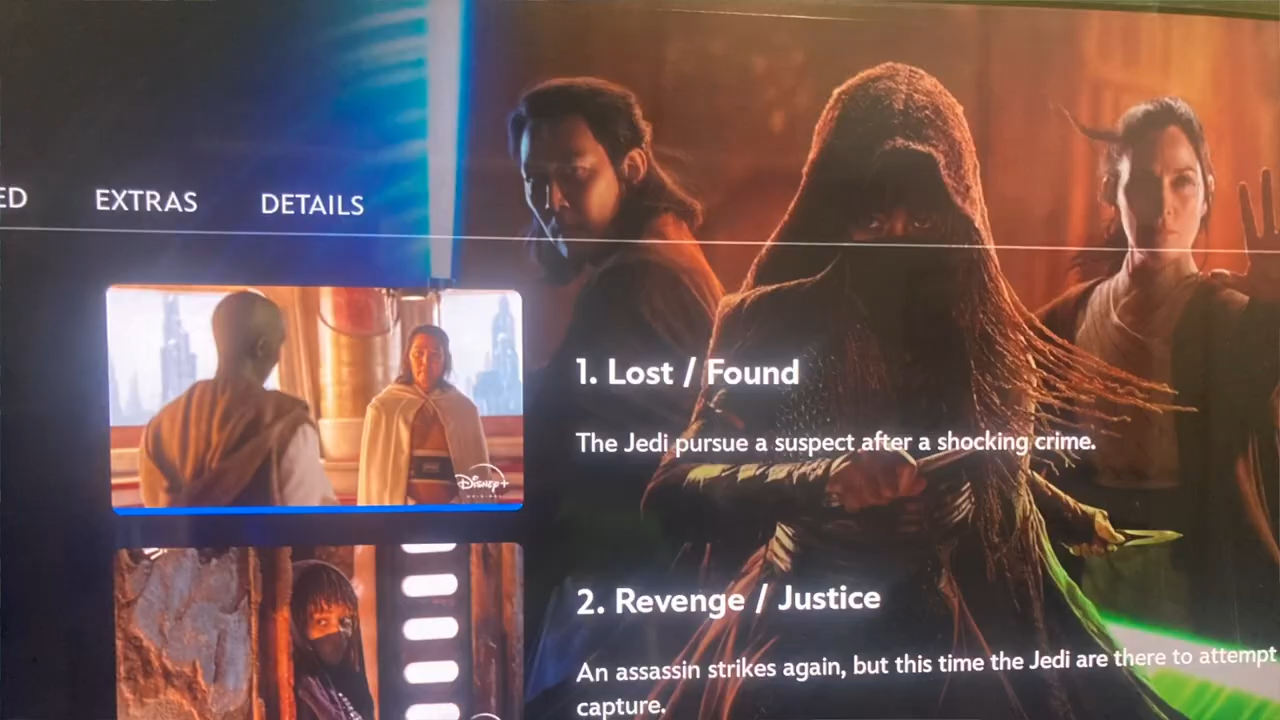 ED
EXTRAS
DETAILS
1. Lost / Found
The Jedi pursue a suspect after a shocking crime.
Disney+
ORIGINAL
2. Revenge / Justice
An assassin strikes again, but this time the Jedi are there to attempt
capture.